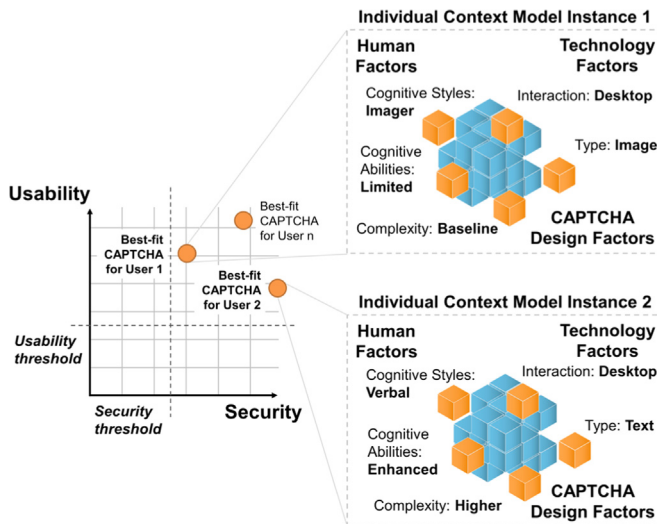 Individual Context Model Instance 1
Human
Factors
Technology
Factors
Cognitive Styles:
Imager
Interaction: Desktop
Cognitive
Abilities:
Limited
Type: Image
Complexity: Baseline
CAPTCHA
Design Factors
Usability
Best-fit
CAPTCHA
for User n
Best-fit
CAPTCHA
for User 1
Best-fit
CAPTCHA
for User 2
Usability
threshold
Security
threshold
Security
Individual Context Model Instance 2
Human
Factors
Technology
Factors
Cognitive Styles:
Verbal
Interaction: Desktop
Cognitive
Abilities:
Enhanced
Type: Text
Complexity: Higher
CAPTCHA
Design Factors